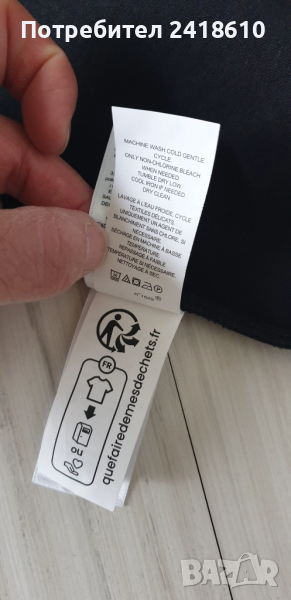 Потребител 2418610
MACHINE WASH COLD GENTLE
CYCLE.
ONLY NON-CHLORINE BLEACH
WHEN NEEDED.
TUMBLE DRY LOW.
COOL IRON IF NEEDED.
DRY CLEAN.
LAVAGE À L'EAU FROIDE, CYCLE
TEXTILES DÉLICATS.
UNIQUEMENT UN AGENT DE
BLANCHIMENT SANS CHLORE, SI
NÉCESSAIRE.
SÉCHAGE EN MACHINE À BASSE
TEMPÉRATURE.
REPASSAGE À FAIBLE
TEMPÉRATURE SI NÉCESSAIRE.
NETTOYAGE À SEC.
FR
quefairedemesdechets.fr
BAZAR